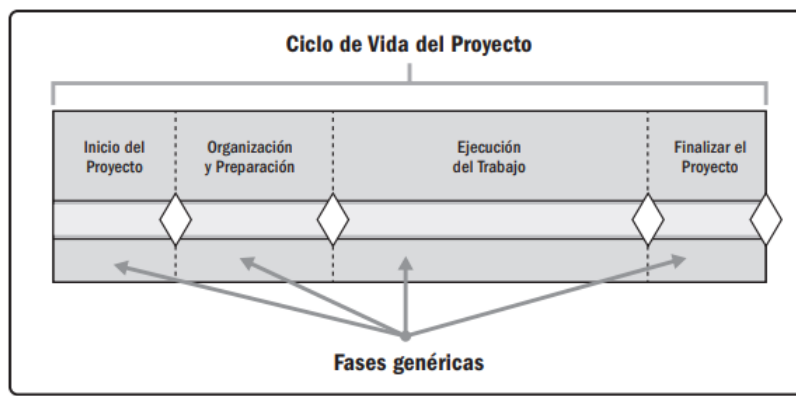 Ciclo de Vida del Proyecto
Inicio del
Proyecto
Organización
y Preparación
Ejecución
del Trabajo
Finalizar el
Proyecto
Fases genéricas